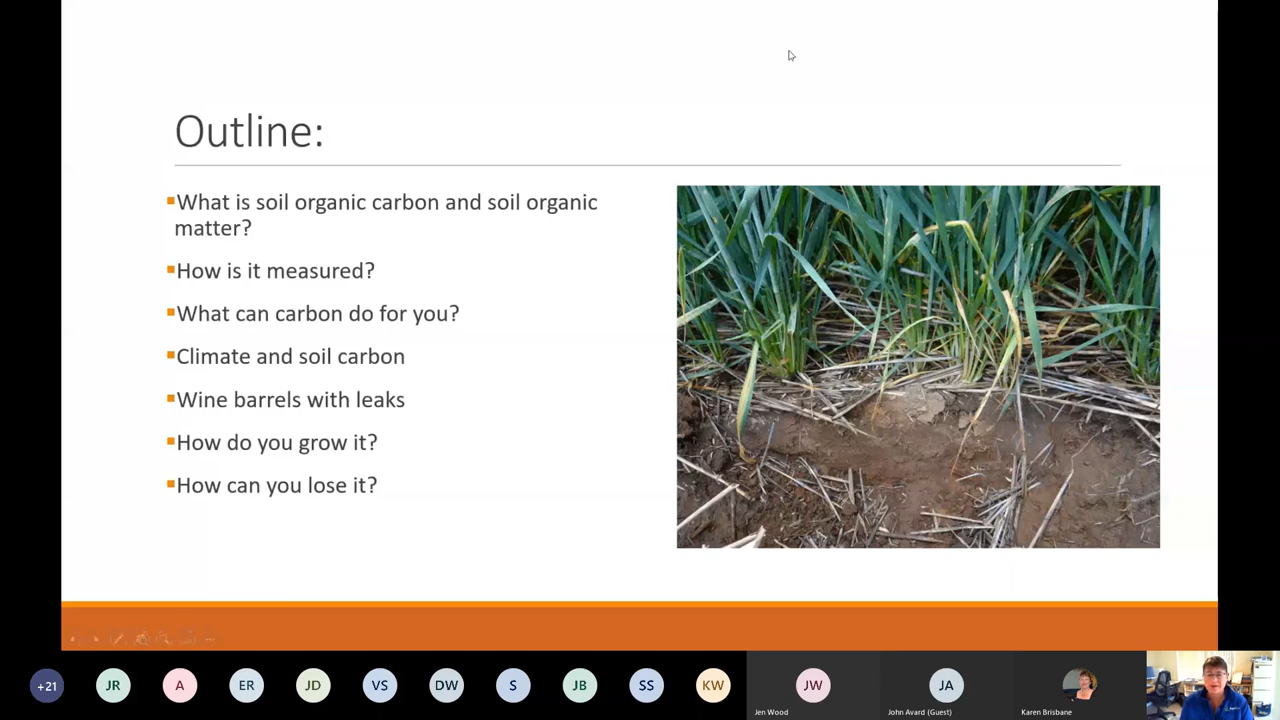 Outline:
What is soil organic carbon and soil organic
matter?
How is it measured?
What can carbon do for you?
Climate and soil carbon
Wine barrels with leaks
How do you grow it?
How can you lose it?
+21
JR
A
ER
JD
VS
DW
S
JB
SS
KW
JW
JA
Jen Wood
John Avard (Guest)
Karen Brisbane